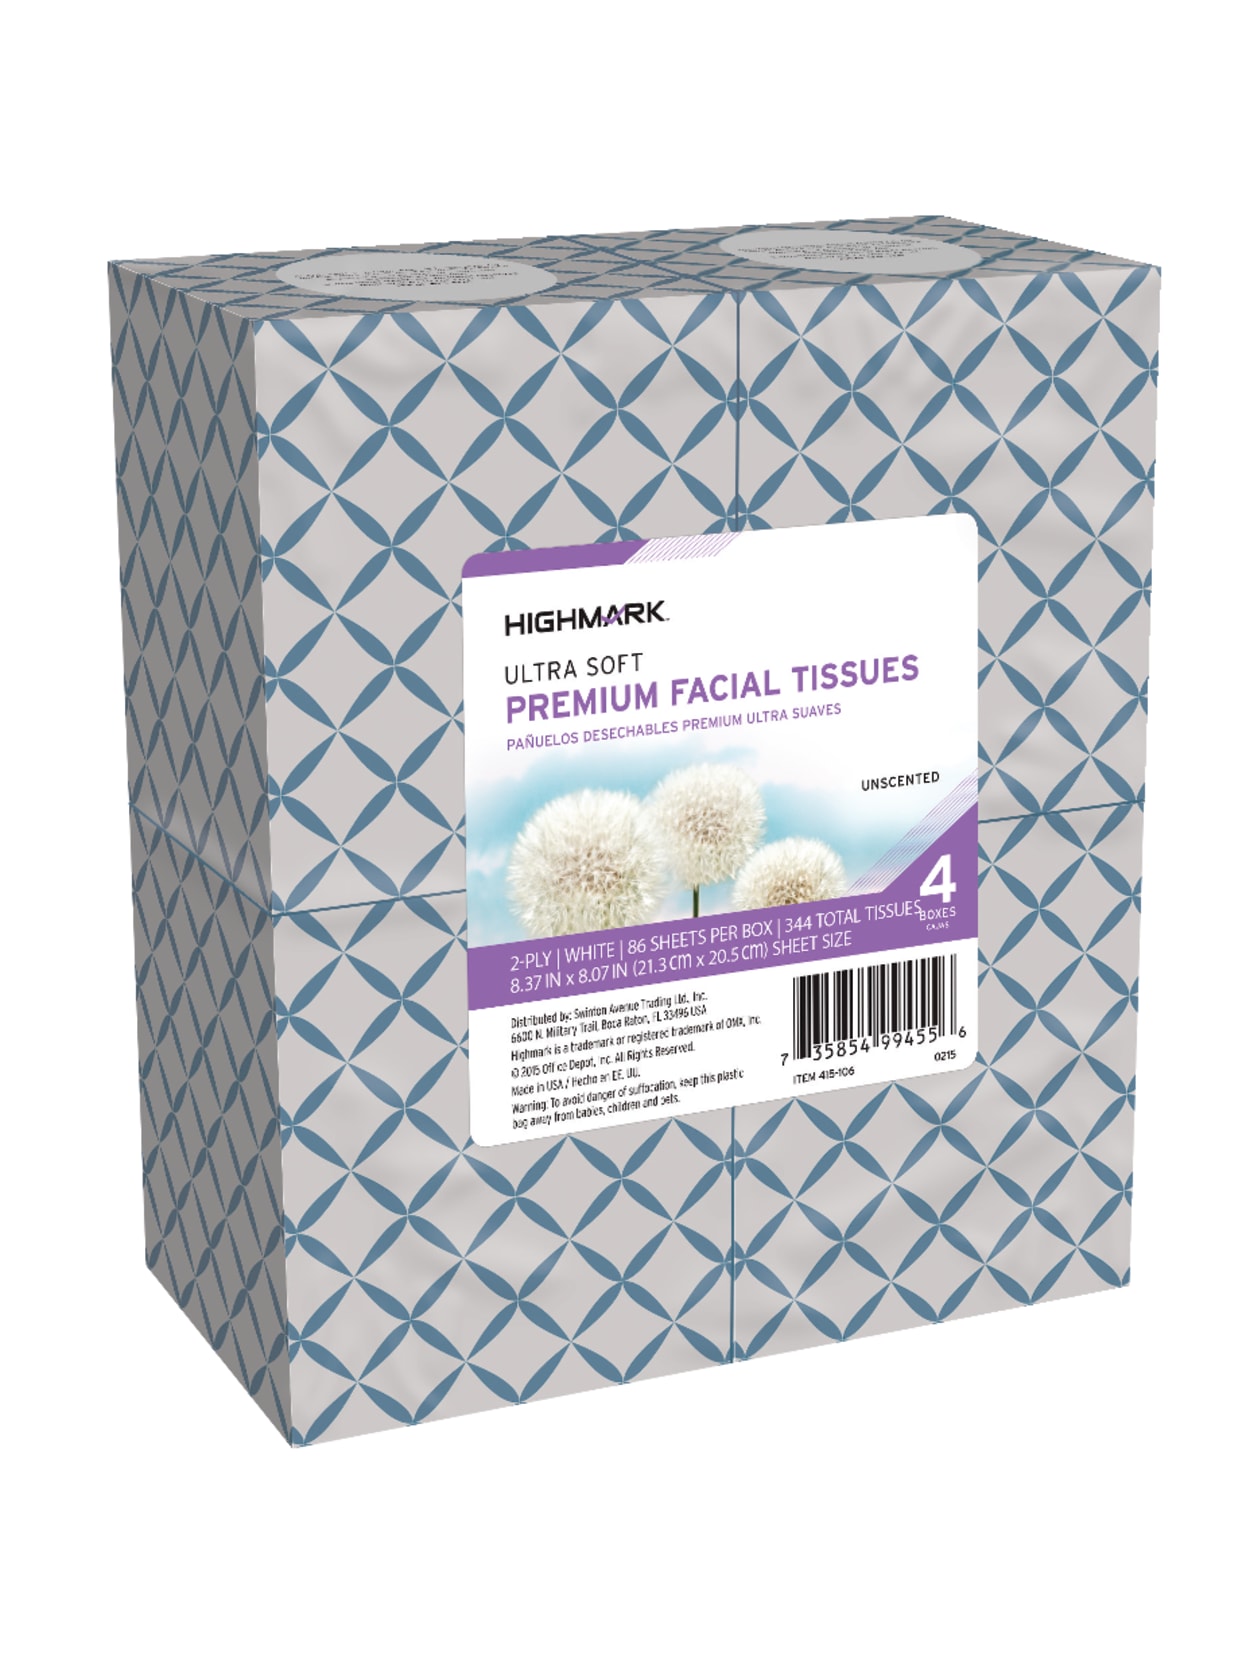 HIGHMARK
ULTRA SOFT
PREMIUM FACIAL TISSUES
PAÑUELOS DESECHABLES PREMIUM ULTRA SUAVES
UNSCENTED
4
BOXES
CAJAS
2-PLY | WHITE | 86 SHEETS PER BOX | 344 TOTAL TISSUES
8.37 IN x 8.07 IN (21.3 cm x 20.5 cm) SHEET SIZE
Distributed by: Swinton Avenue Trading Ltd., Inc.
6600 N. Military Trail, Boca Raton, FL 33496 USA
Highmark is a trademark or registered trademark of OMX, Inc.
© 2015 Office Depot, Inc. All Rights Reserved.
Made in USA / Hecho en EE. UU.
Warning: To avoid danger of suffocation, keep this plastic
bag away from babies, children and pets.
7 35854 99455 6
0215
ITEM 415-106